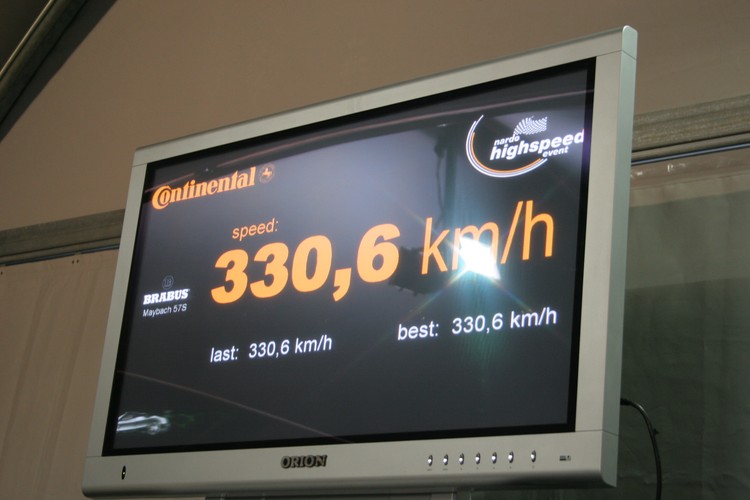 Continental
nardo
highspeed
event
speed:
330,6 km/h
BRABUS
Maybach 57S
last: 330,6 km/h
best: 330,6 km/h
ORION